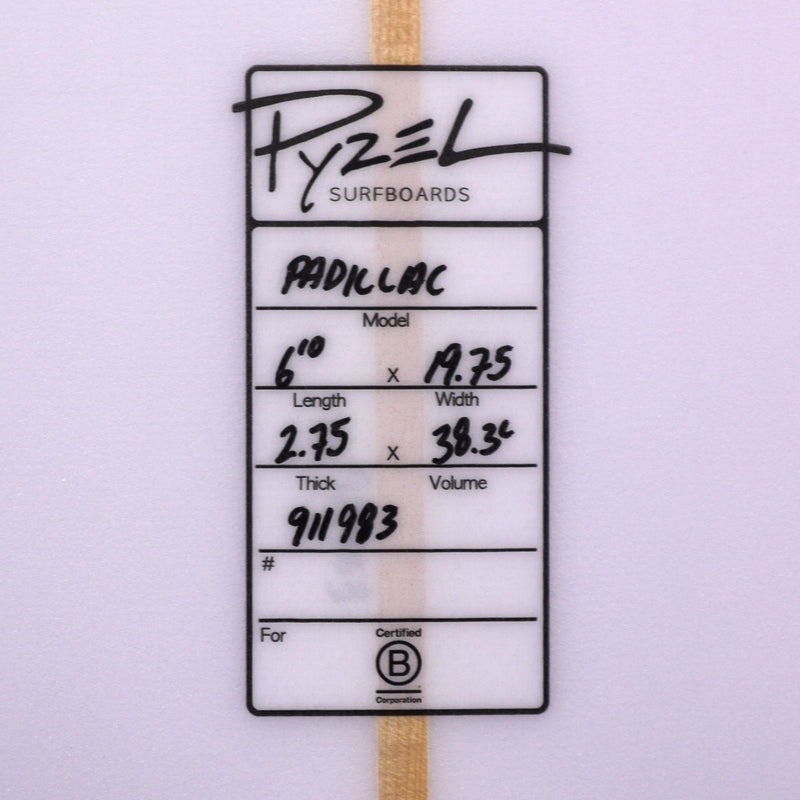 PYZEL
SURFBOARDS
PADILLAC
Model
6'10 x 19.75
Length Width
2.75 x 38.3L
Thick Volume
911983
#
For
Certified
B
Corporation